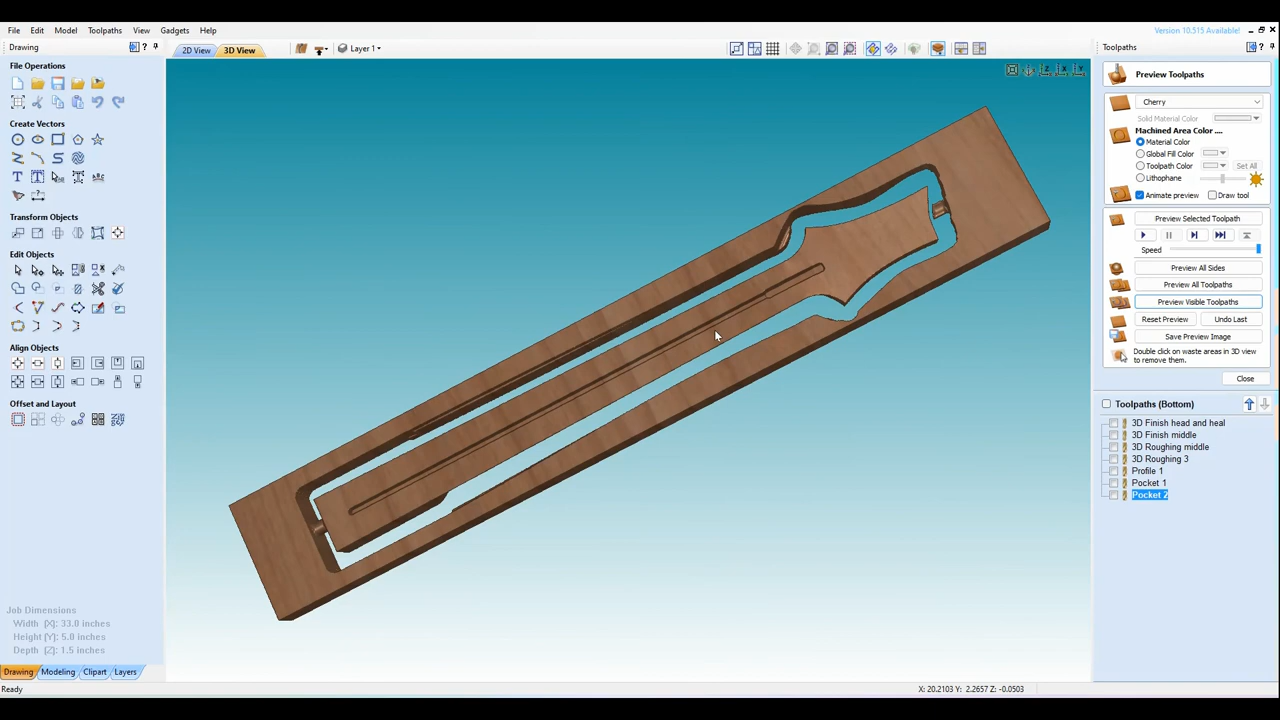 File Edit Model Toolpaths View Gadgets Help
Version 10.515 Available!
Drawing
2D View 3D View
Layer 1
Toolpaths
File Operations
Create Vectors
Transform Objects
Edit Objects
Align Objects
Offset and Layout
Job Dimensions
Width (X): 33.0 inches
Height (Y): 5.0 inches
Depth (Z): 1.5 inches
Drawing Modeling Clipart Layers
Ready
Preview Toolpaths
Cherry
Solid Material Color
Machined Area Color ....
Material Color
Global Fill Color
Toolpath Color Set All
Lithophane
Animate preview Draw tool
Preview Selected Toolpath
Speed
Preview All Sides
Preview All Toolpaths
Preview Visible Toolpaths
Reset Preview Undo Last
Save Preview Image
Double click on waste areas in 3D view
to remove them.
Close
Toolpaths (Bottom)
3D Finish head and heal
3D Finish middle
3D Roughing middle
3D Roughing 3
Profile 1
Pocket 1
Pocket 2
X: 20.2103 Y: 2.2657 Z: -0.0503